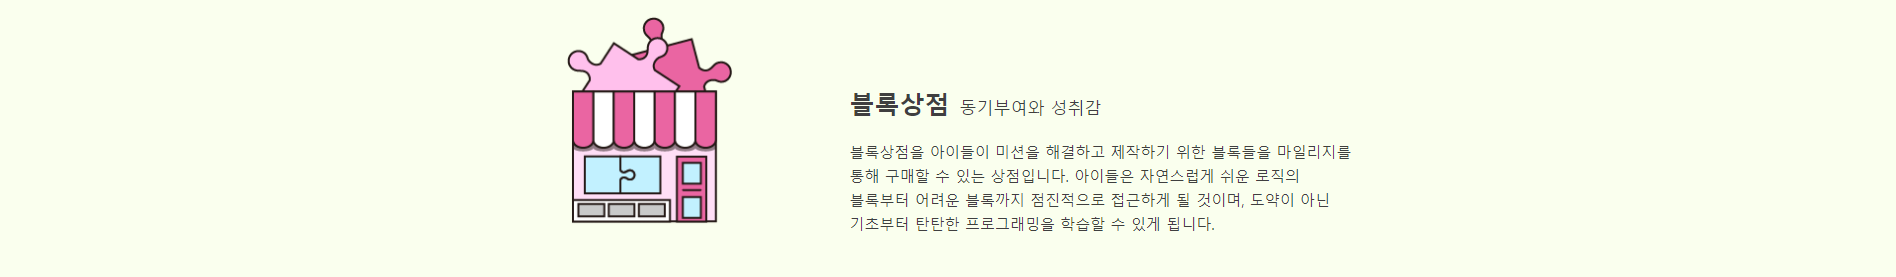 블록상점 동기부여와 성취감
블록상점을 아이들이 미션을 해결하고 제작하기 위한 블록들을 마일리지를
통해 구매할 수 있는 상점입니다. 아이들은 자연스럽게 쉬운 로직의
블록부터 어려운 블록까지 점진적으로 접근하게 될 것이며, 도약이 아닌
기초부터 탄탄한 프로그래밍을 학습할 수 있게 됩니다.